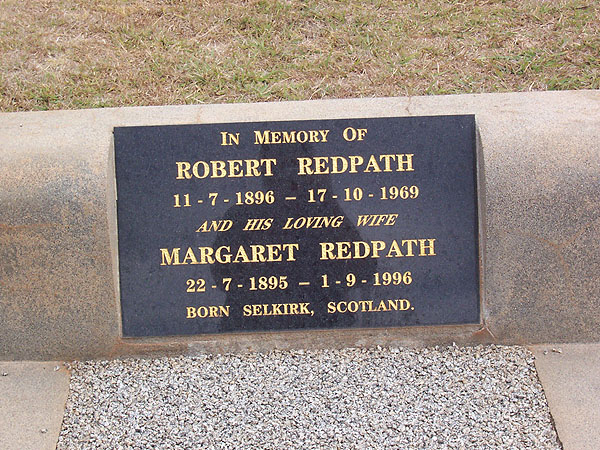 IN MEMORY OF
ROBERT REDPATH
11-7-1896 – 17-10-1969
AND HIS LOVING WIFE
MARGARET REDPATH
22-7-1895 – 1-9-1996
BORN SELKIRK, SCOTLAND.